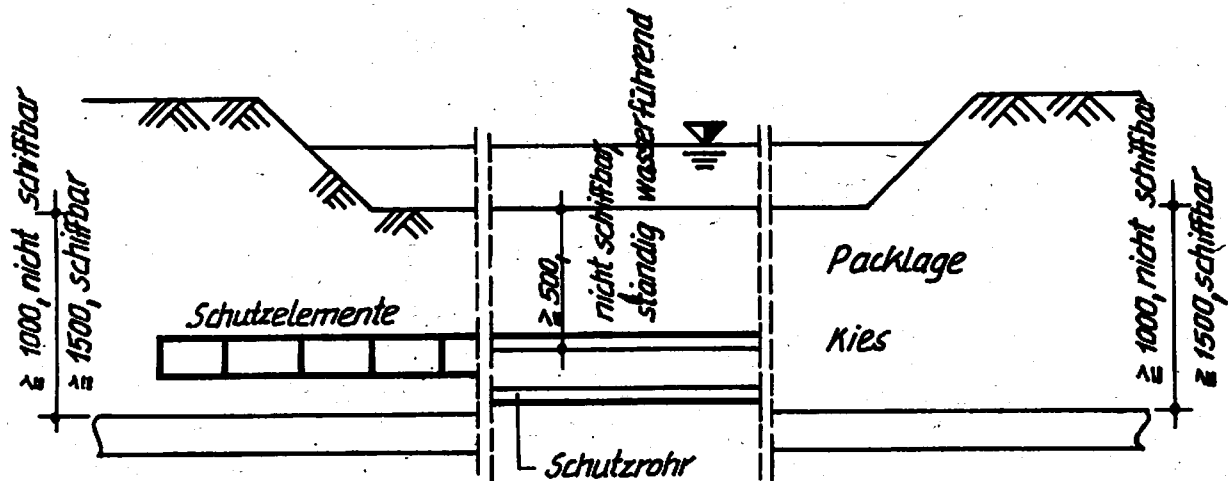 ≧ 1000, nicht schiffbar
≧ 1500, schiffbar
Schutzelemente
≧ 500,
nicht schiffbar,
ständig wasserführend
Schutzrohr
Packlage
Kies
≧ 1000, nicht schiffbar
≧ 1500, schiffbar